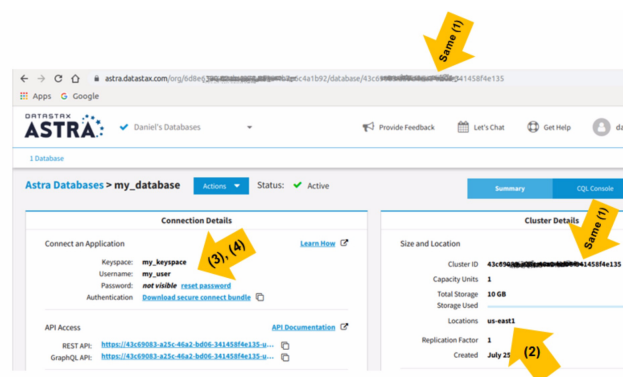 Same (1)
astra.datastax.com/org/6d8e6 c4a1b92/database/43c6 341458f4e135
Apps Google
DATASTAX
ASTRA Daniel's Databases Provide Feedback Let's Chat Get Help da
1 Database
Astra Databases > my_database Actions Status: Active Summary CQL Console
Connection Details Cluster Details
Connect an Application Learn How Size and Location
Same (1)
(3), (4)
Keyspace: my_keyspace Cluster ID 43c69083 41458f4e135
Username: my_user Capacity Units 1
Password: not visible reset password Total Storage 10 GB
Authentication Download secure connect bundle Storage Used
Locations us-east1
API Access API Documentation Replication Factor 1
REST API: https://43c69083-a25c-46a2-bd06-341458f4e135-u... Created July 25
(2)
GraphQL API: https://43c69083-a25c-46a2-bd06-341458f4e135-u...